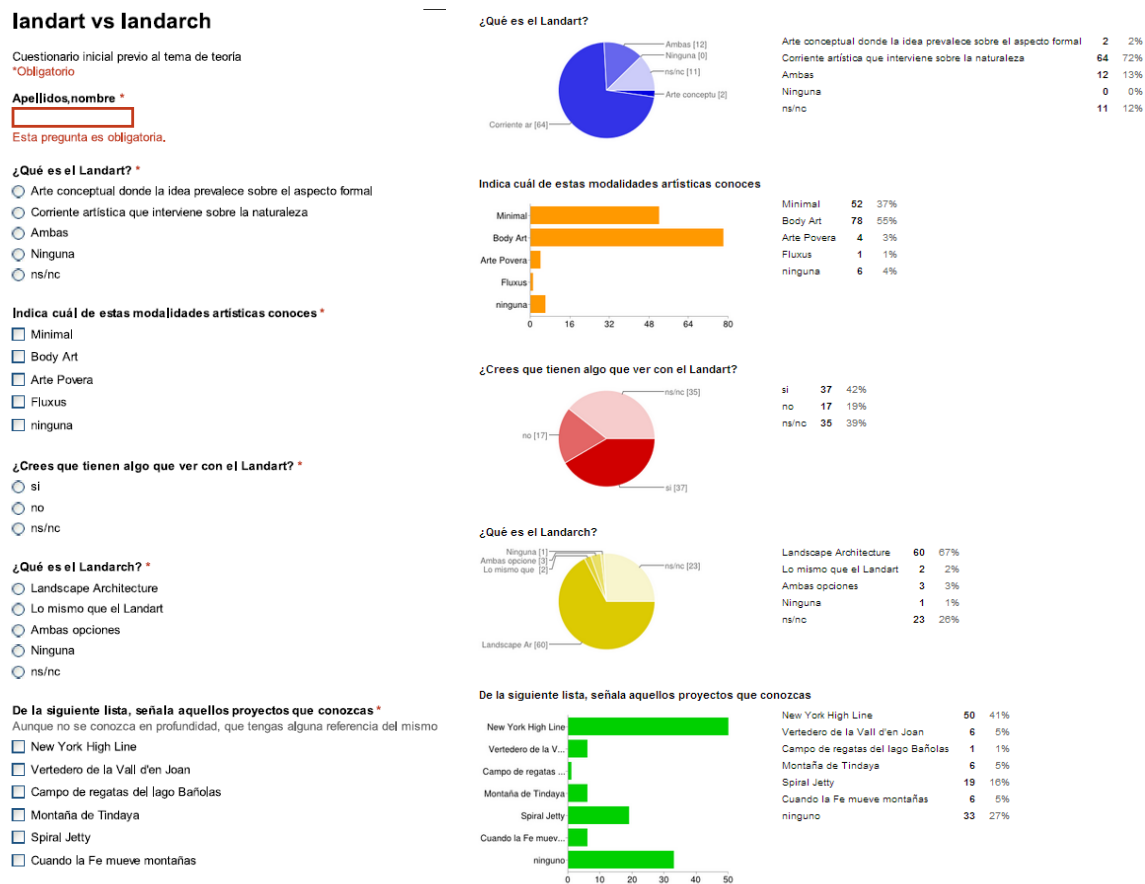 landart vs landarch
Cuestionario inicial previo al tema de teoría
*Obligatorio
Apellidos,nombre *
Esta pregunta es obligatoria.
¿Qué es el Landart? *
Arte conceptual donde la idea prevalece sobre el aspecto formal
Corriente artística que interviene sobre la naturaleza
Ambas
Ninguna
ns/nc
Indica cuál de estas modalidades artísticas conoces *
Minimal
Body Art
Arte Povera
Fluxus
ninguna
¿Crees que tienen algo que ver con el Landart? *
si
no
ns/nc
¿Qué es el Landarch? *
Landscape Architecture
Lo mismo que el Landart
Ambas opciones
Ninguna
ns/nc
De la siguiente lista, señala aquellos proyectos que conozcas *
Aunque no se conozca en profundidad, que tengas alguna referencia del mismo
New York High Line
Vertedero de la Vall d'en Joan
Campo de regatas del lago Bañolas
Montaña de Tindaya
Spiral Jetty
Cuando la Fe mueve montañas
¿Qué es el Landart?
Ambas [12]
Ninguna [0]
ns/nc [11]
Arte conceptu [2]
Corriente ar [64]
Arte conceptual donde la idea prevalece sobre el aspecto formal 2 2%
Corriente artística que interviene sobre la naturaleza 64 72%
Ambas 12 13%
Ninguna 0 0%
ns/nc 11 12%
Indica cuál de estas modalidades artísticas conoces
Minimal
Body Art
Arte Povera
Fluxus
ninguna
0 16 32 48 64 80
Minimal 52 37%
Body Art 78 55%
Arte Povera 4 3%
Fluxus 1 1%
ninguna 6 4%
¿Crees que tienen algo que ver con el Landart?
ns/nc [35]
no [17]
si [37]
si 37 42%
no 17 19%
ns/nc 35 39%
¿Qué es el Landarch?
Ninguna [1]
Ambas opcione [3]
Lo mismo que [2]
ns/nc [23]
Landscape Ar [60]
Landscape Architecture 60 67%
Lo mismo que el Landart 2 2%
Ambas opciones 3 3%
Ninguna 1 1%
ns/nc 23 26%
De la siguiente lista, señala aquellos proyectos que conozcas
New York High Line
Vertedero de la V...
Campo de regatas ...
Montaña de Tindaya
Spiral Jetty
Cuando la Fe muev...
ninguno
0 10 20 30 40 50
New York High Line 50 41%
Vertedero de la Vall d'en Joan 6 5%
Campo de regatas del lago Bañolas 1 1%
Montaña de Tindaya 6 5%
Spiral Jetty 19 16%
Cuando la Fe mueve montañas 6 5%
ninguno 33 27%